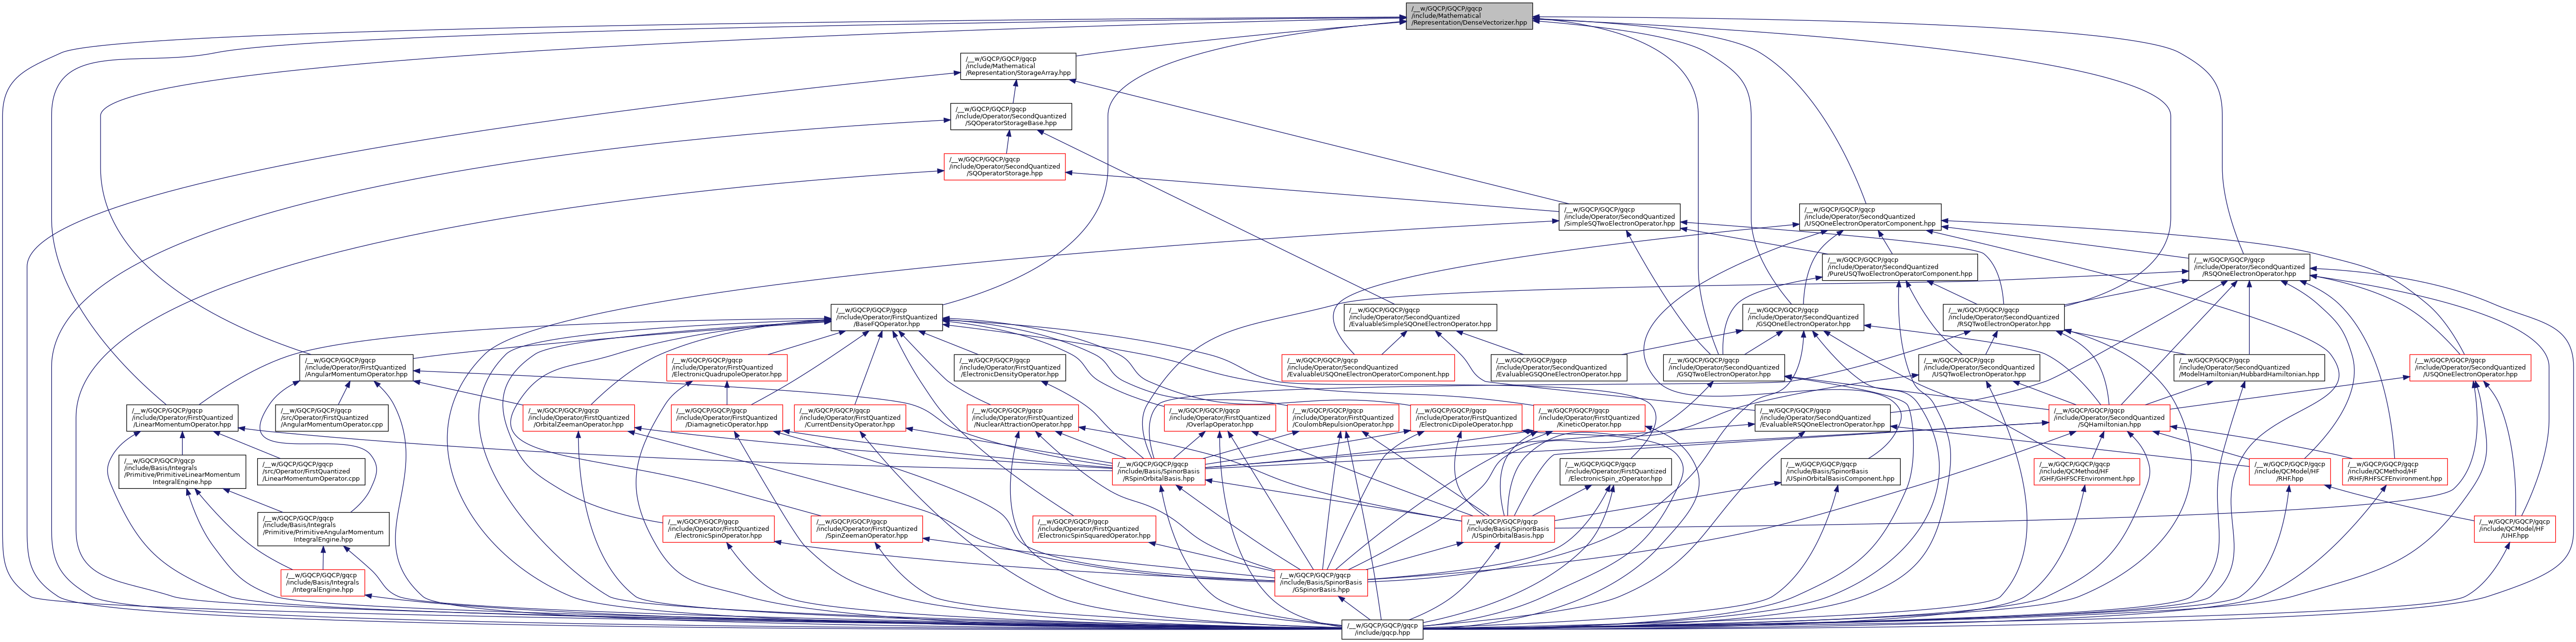 /__w/GQCP/GQCP/gqcp
/include/Mathematical
/Representation/DenseVectorizer.hpp
/__w/GQCP/GQCP/gqcp
/include/Mathematical
/Representation/StorageArray.hpp
/__w/GQCP/GQCP/gqcp
/include/Operator/SecondQuantized
/SQOperatorStorageBase.hpp
/__w/GQCP/GQCP/gqcp
/include/Operator/SecondQuantized
/SQOperatorStorage.hpp
/__w/GQCP/GQCP/gqcp
/include/Operator/SecondQuantized
/SimpleSQTwoElectronOperator.hpp
/__w/GQCP/GQCP/gqcp
/include/Operator/SecondQuantized
/USQOneElectronOperatorComponent.hpp
/__w/GQCP/GQCP/gqcp
/include/Operator/SecondQuantized
/PureUSQTwoElectronOperatorComponent.hpp
/__w/GQCP/GQCP/gqcp
/include/Operator/SecondQuantized
/RSQOneElectronOperator.hpp
/__w/GQCP/GQCP/gqcp
/include/Operator/FirstQuantized
/BaseFQOperator.hpp
/__w/GQCP/GQCP/gqcp
/include/Operator/SecondQuantized
/EvaluableSimpleSQOneElectronOperator.hpp
/__w/GQCP/GQCP/gqcp
/include/Operator/SecondQuantized
/GSQOneElectronOperator.hpp
/__w/GQCP/GQCP/gqcp
/include/Operator/SecondQuantized
/RSQTwoElectronOperator.hpp
/__w/GQCP/GQCP/gqcp
/include/Operator/FirstQuantized
/AngularMomentumOperator.hpp
/__w/GQCP/GQCP/gqcp
/include/Operator/FirstQuantized
/ElectronicQuadrupoleOperator.hpp
/__w/GQCP/GQCP/gqcp
/include/Operator/FirstQuantized
/ElectronicDensityOperator.hpp
/__w/GQCP/GQCP/gqcp
/include/Operator/SecondQuantized
/EvaluableUSQOneElectronOperatorComponent.hpp
/__w/GQCP/GQCP/gqcp
/include/Operator/SecondQuantized
/EvaluableGSQOneElectronOperator.hpp
/__w/GQCP/GQCP/gqcp
/include/Operator/SecondQuantized
/GSQTwoElectronOperator.hpp
/__w/GQCP/GQCP/gqcp
/include/Operator/SecondQuantized
/USQTwoElectronOperator.hpp
/__w/GQCP/GQCP/gqcp
/include/Operator/SecondQuantized
/ModelHamiltonian/HubbardHamiltonian.hpp
/__w/GQCP/GQCP/gqcp
/include/Operator/SecondQuantized
/USQOneElectronOperator.hpp
/__w/GQCP/GQCP/gqcp
/include/Operator/FirstQuantized
/LinearMomentumOperator.hpp
/__w/GQCP/GQCP/gqcp
/src/Operator/FirstQuantized
/AngularMomentumOperator.cpp
/__w/GQCP/GQCP/gqcp
/include/Operator/FirstQuantized
/OrbitalZeemanOperator.hpp
/__w/GQCP/GQCP/gqcp
/include/Operator/FirstQuantized
/DiamagneticOperator.hpp
/__w/GQCP/GQCP/gqcp
/include/Operator/FirstQuantized
/CurrentDensityOperator.hpp
/__w/GQCP/GQCP/gqcp
/include/Operator/FirstQuantized
/NuclearAttractionOperator.hpp
/__w/GQCP/GQCP/gqcp
/include/Operator/FirstQuantized
/OverlapOperator.hpp
/__w/GQCP/GQCP/gqcp
/include/Operator/FirstQuantized
/CoulombRepulsionOperator.hpp
/__w/GQCP/GQCP/gqcp
/include/Operator/FirstQuantized
/ElectronicDipoleOperator.hpp
/__w/GQCP/GQCP/gqcp
/include/Operator/FirstQuantized
/KineticOperator.hpp
/__w/GQCP/GQCP/gqcp
/include/Operator/SecondQuantized
/EvaluableRSQOneElectronOperator.hpp
/__w/GQCP/GQCP/gqcp
/include/Operator/SecondQuantized
/SQHamiltonian.hpp
/__w/GQCP/GQCP/gqcp
/include/Basis/Integrals
/Primitive/PrimitiveLinearMomentum
IntegralEngine.hpp
/__w/GQCP/GQCP/gqcp
/src/Operator/FirstQuantized
/LinearMomentumOperator.cpp
/__w/GQCP/GQCP/gqcp
/include/Basis/SpinorBasis
/RSpinOrbitalBasis.hpp
/__w/GQCP/GQCP/gqcp
/include/Operator/FirstQuantized
/ElectronicSpin_zOperator.hpp
/__w/GQCP/GQCP/gqcp
/include/Basis/SpinorBasis
/USpinOrbitalBasisComponent.hpp
/__w/GQCP/GQCP/gqcp
/include/QCMethod/HF
/GHF/GHFSCFEnvironment.hpp
/__w/GQCP/GQCP/gqcp
/include/QCModel/HF
/RHF.hpp
/__w/GQCP/GQCP/gqcp
/include/QCMethod/HF
/RHF/RHFSCFEnvironment.hpp
/__w/GQCP/GQCP/gqcp
/include/Basis/Integrals
/Primitive/PrimitiveAngularMomentum
IntegralEngine.hpp
/__w/GQCP/GQCP/gqcp
/include/Operator/FirstQuantized
/ElectronicSpinOperator.hpp
/__w/GQCP/GQCP/gqcp
/include/Operator/FirstQuantized
/SpinZeemanOperator.hpp
/__w/GQCP/GQCP/gqcp
/include/Operator/FirstQuantized
/ElectronicSpinSquaredOperator.hpp
/__w/GQCP/GQCP/gqcp
/include/Basis/SpinorBasis
/USpinOrbitalBasis.hpp
/__w/GQCP/GQCP/gqcp
/include/QCModel/HF
/UHF.hpp
/__w/GQCP/GQCP/gqcp
/include/Basis/Integrals
/IntegralEngine.hpp
/__w/GQCP/GQCP/gqcp
/include/Basis/SpinorBasis
/GSpinorBasis.hpp
/__w/GQCP/GQCP/gqcp
/include/gqcp.hpp